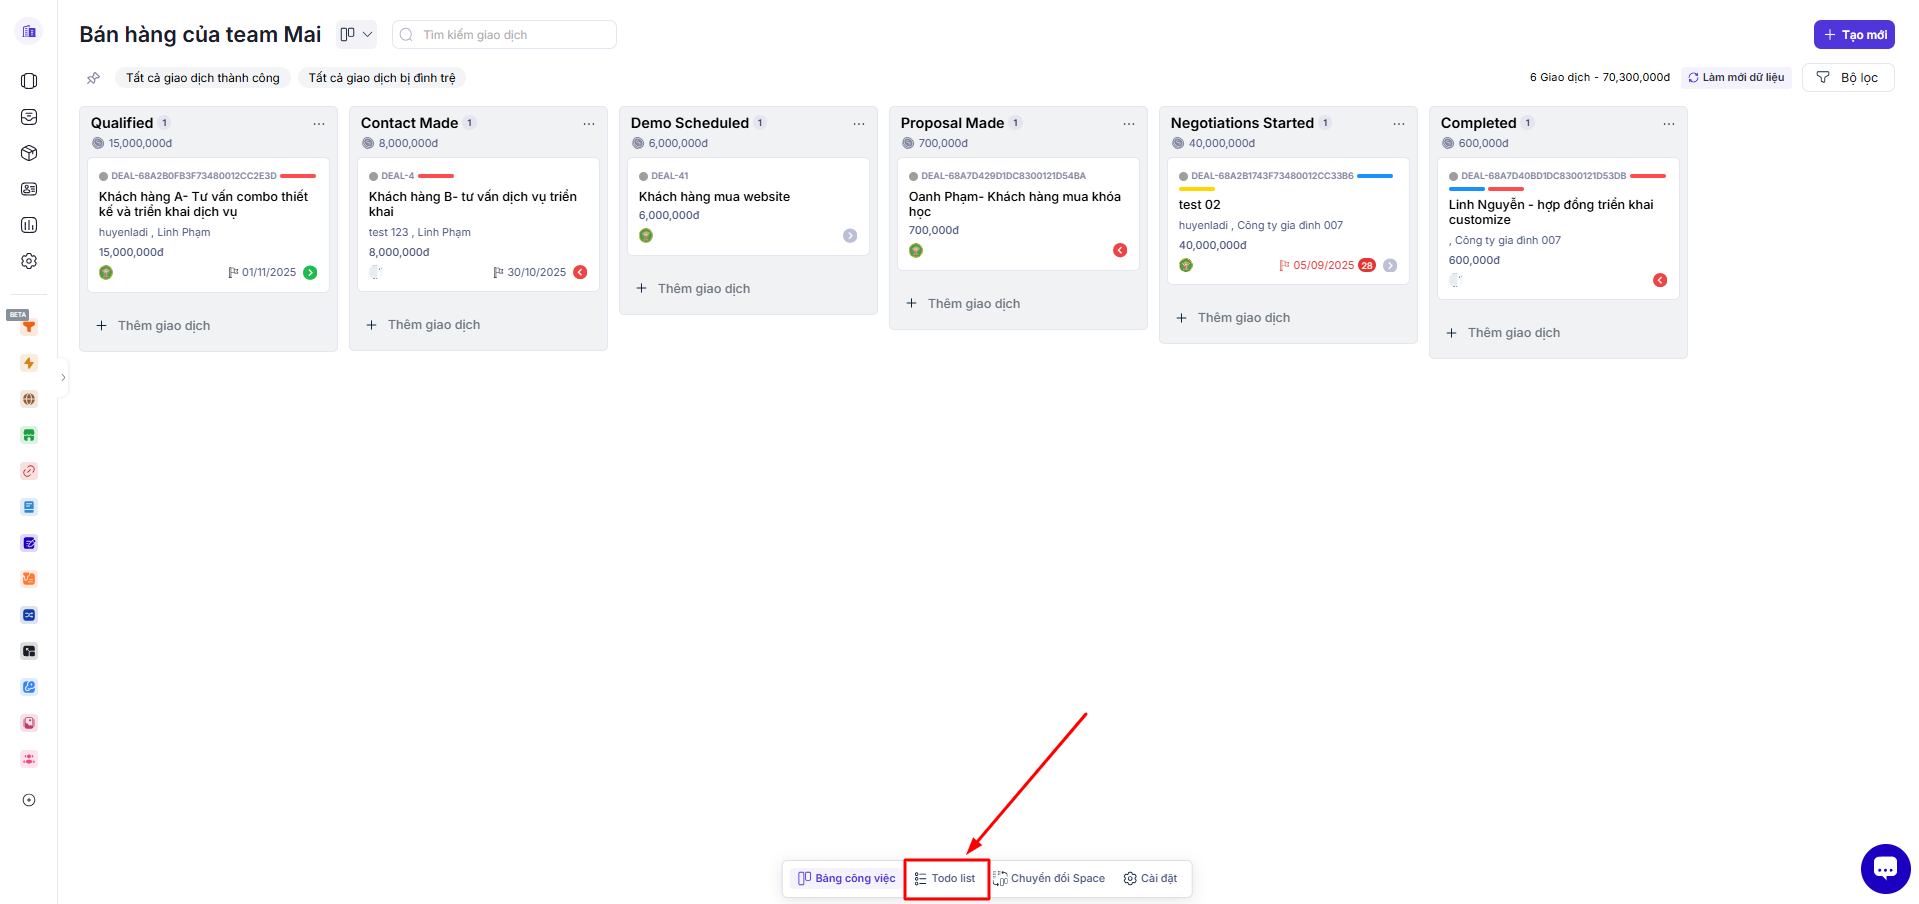 Bán hàng của team Mai
Tìm kiếm giao dịch
Tạo mới
Tất cả giao dịch thành công
Tất cả giao dịch bị đình trệ
6 Giao dịch - 70,300,000đ
Làm mới dữ liệu
Bộ lọc
Qualified 1
15,000,000đ
DEAL-68A2B0FB3F73480012CC2E3D
Khách hàng A- Tư vấn combo thiết
kế và triển khai dịch vụ
huyenladi , Linh Phạm
15,000,000đ
01/11/2025
Thêm giao dịch
Contact Made 1
8,000,000đ
DEAL-4
Khách hàng B- tư vấn dịch vụ triển
khai
test 123 , Linh Phạm
8,000,000đ
30/10/2025
Thêm giao dịch
Demo Scheduled 1
6,000,000đ
DEAL-41
Khách hàng mua website
6,000,000đ
Thêm giao dịch
Proposal Made 1
700,000đ
DEAL-68A7D429D1DC8300121D54BA
Oanh Phạm- Khách hàng mua khóa
học
700,000đ
Thêm giao dịch
Negotiations Started 1
40,000,000đ
DEAL-68A2B1743F73480012CC33B6
test 02
huyenladi , Công ty gia đình 007
40,000,000đ
05/09/2025 28
Thêm giao dịch
Completed 1
600,000đ
DEAL-68A7D40BD1DC8300121D53DB
Linh Nguyễn - hợp đồng triển khai
customize
, Công ty gia đình 007
600,000đ
Thêm giao dịch
BETA
Bảng công việc
Todo list
Chuyển đổi Space
Cài đặt